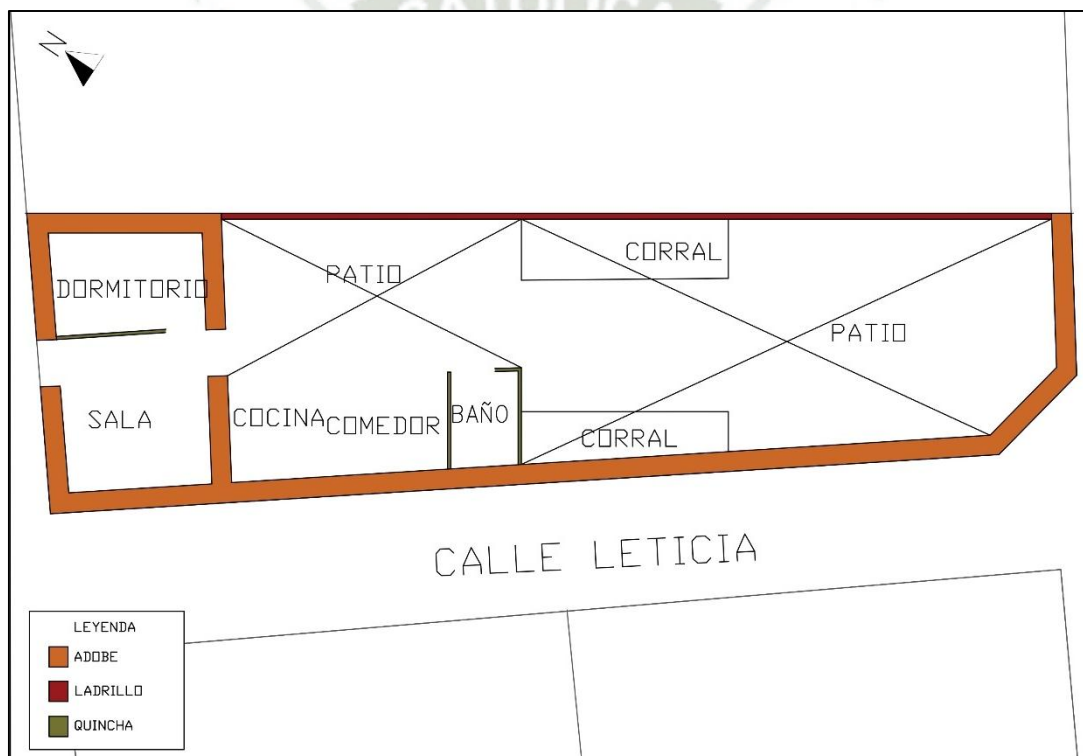 N
CORRAL
PATIO
DORMITORIO
PATIO
SALA
COCINA
COMEDOR
BAÑO
CORRAL
CALLE LETICIA
LEYENDA
ADOBE
LADRILLO
QUINCHA